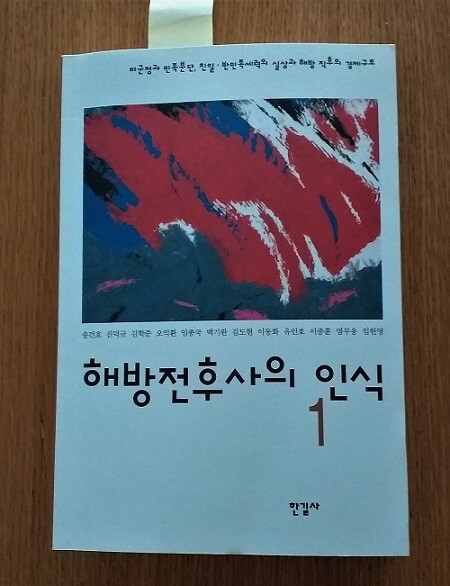 미군정과 민족분단, 친일·반민족세력의 실상과 해방 직후의 경제구조
송건호 진덕규 김학준 오익환 임종국 백기완 김도현 이동화 유인호 이종훈 염무웅 임헌영
해방전후사의 인식
1
한길사